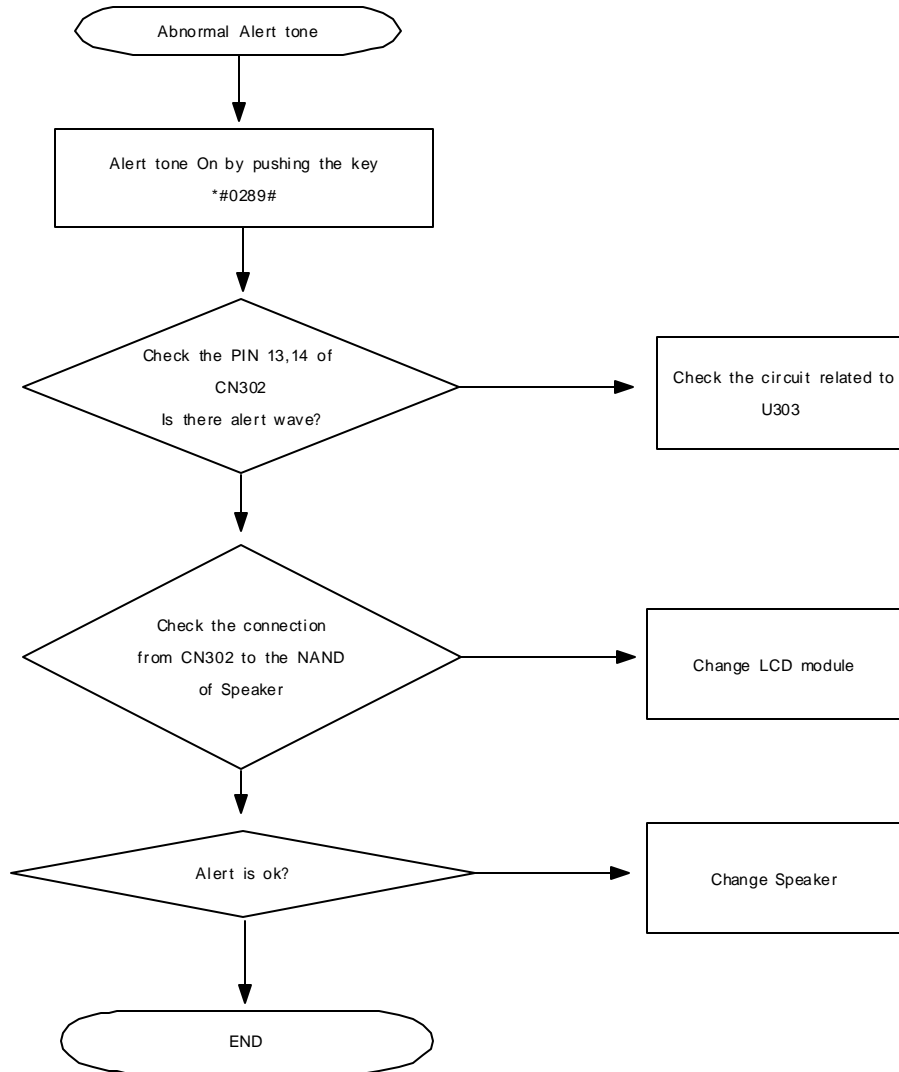 Abnormal Alert tone
Alert tone On by pushing the key
*#0289#
Check the PIN 13,14 of
CN302
Is there alert wave?
Check the circuit related to
U303
Check the connection
from CN302 to the NAND
of Speaker
Change LCD module
Alert is ok?
Change Speaker
END